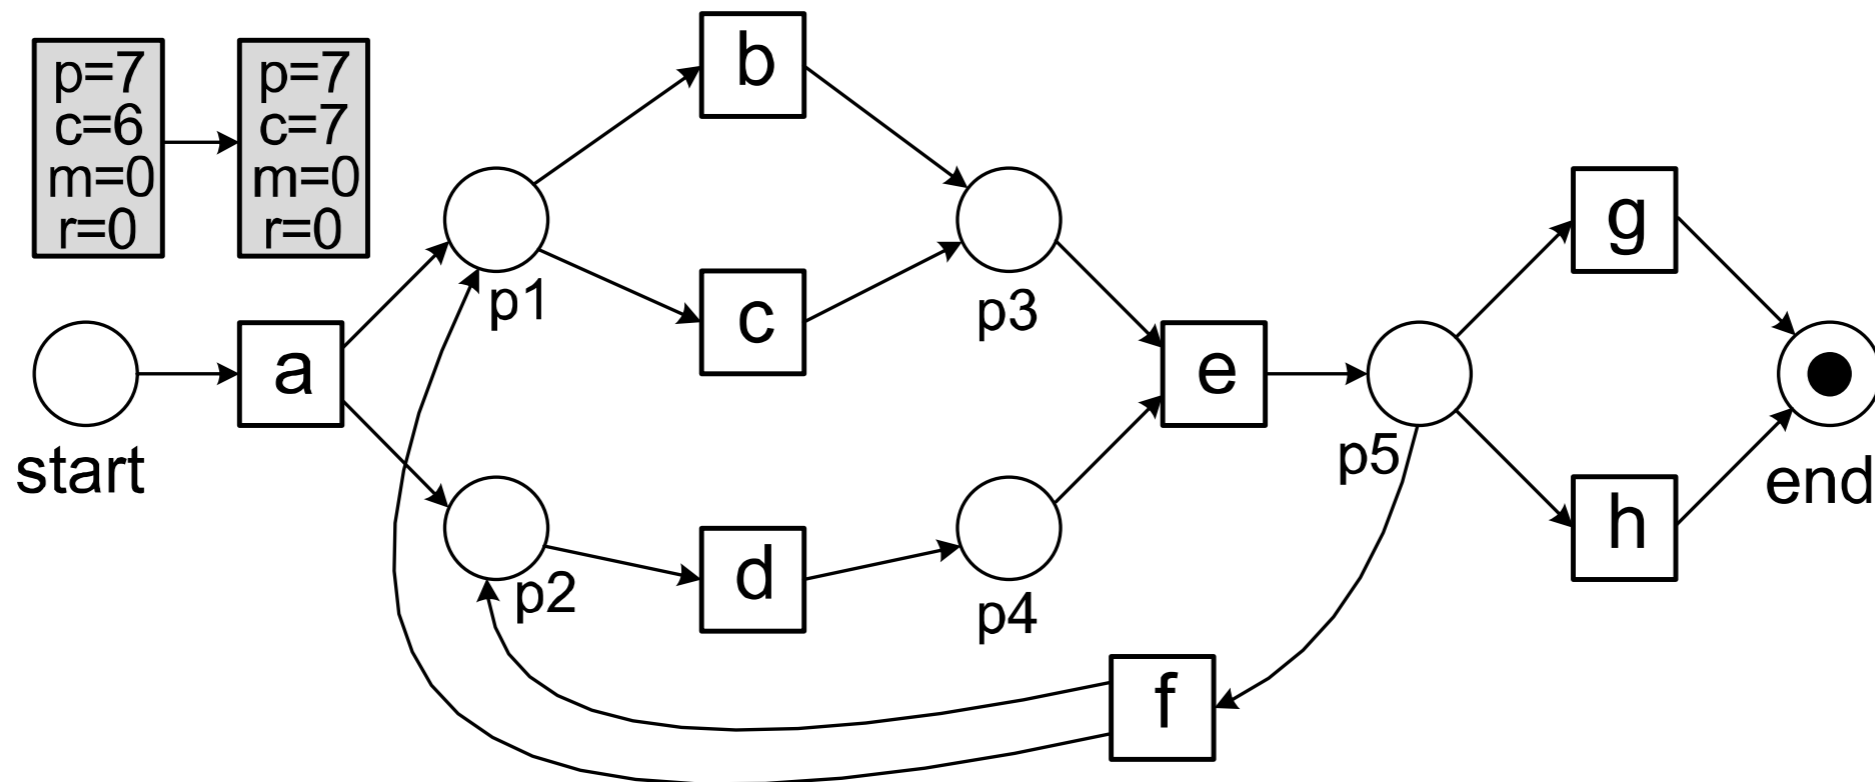 p=7
c=6
m=0
r=0
p=7
c=7
m=0
r=0
start
a
p1
p2
b
c
d
p3
p4
e
p5
f
g
h
end